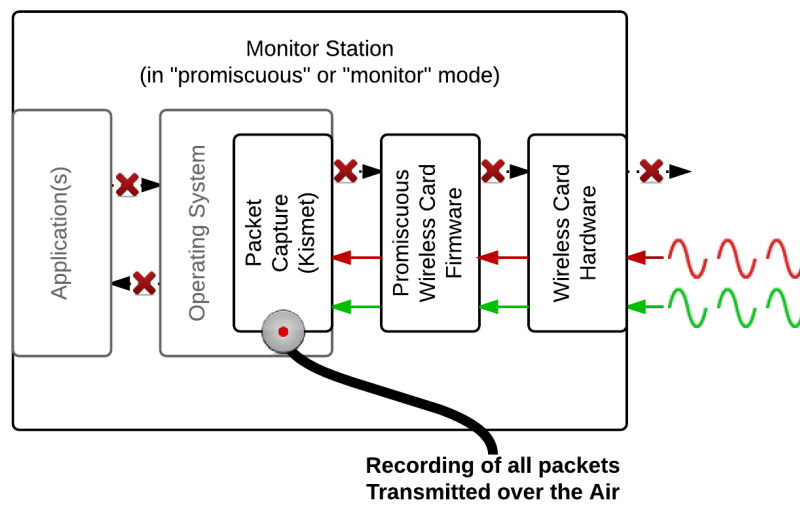 Monitor Station
(in "promiscuous" or "monitor" mode)
Application(s)
Operating System
Packet
Capture
(Kismet)
Promiscuous
Wireless Card
Firmware
Wireless Card
Hardware
Recording of all packets
Transmitted over the Air